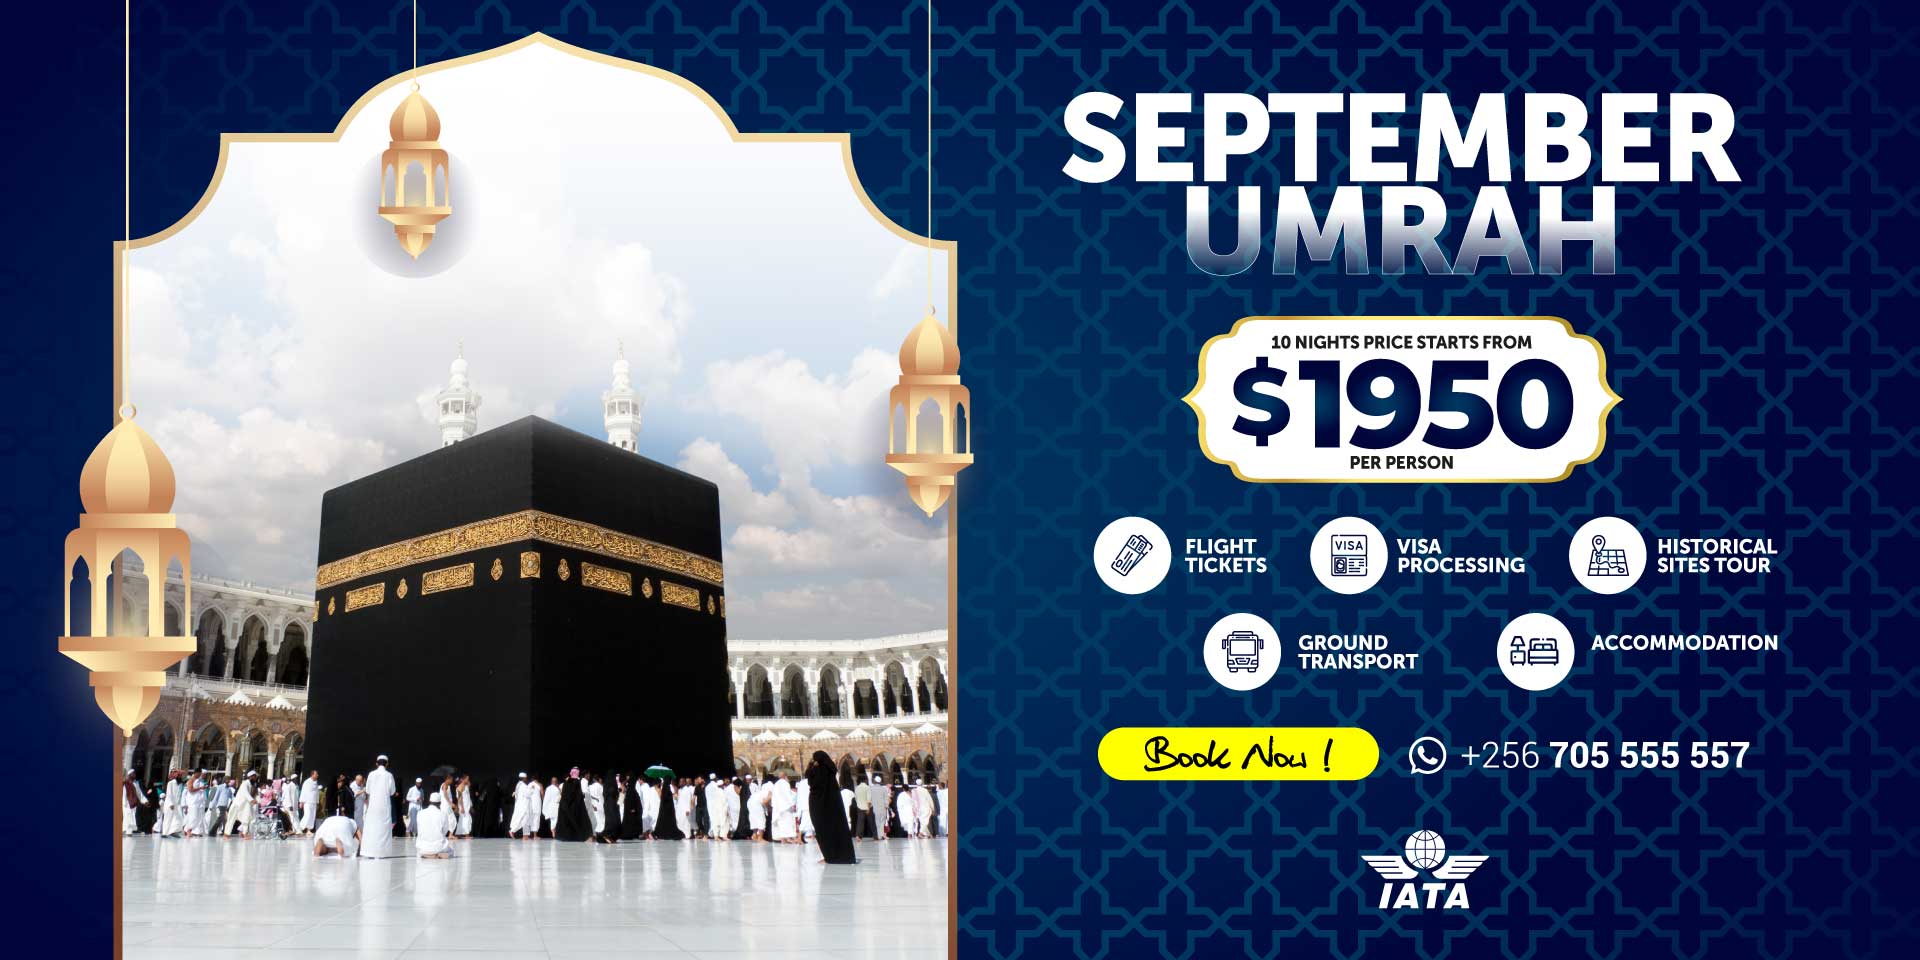 SEPTEMBER
UMRAH
10 NIGHTS PRICE STARTS FROM
$1950
PER PERSON
FLIGHT
TICKETS
VISA
VISA
PROCESSING
HISTORICAL
SITES TOUR
GROUND
TRANSPORT
ACCOMMODATION
Book Now !
+256 705 555 557
IATA